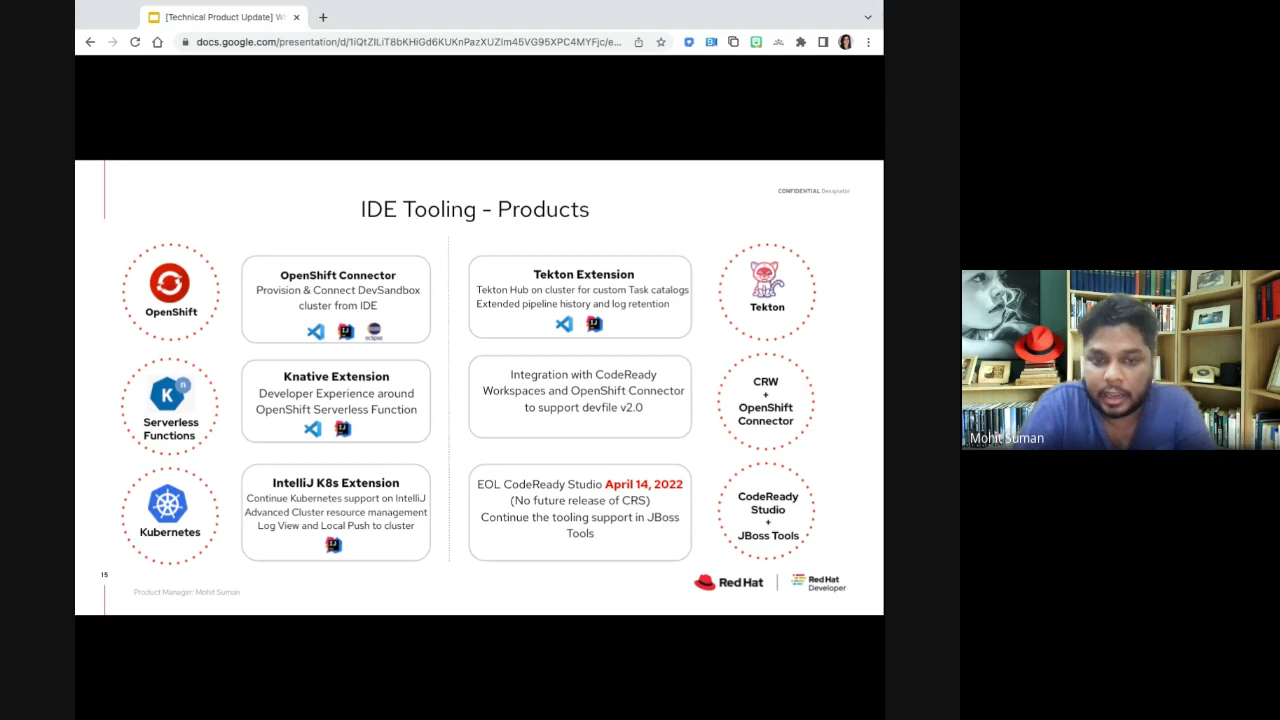 [Technical Product Update] W
docs.google.com/presentation/d/1iQtZILiT8bKHiGd6KUKnPazXUZIm45VG95XPC4MYFjc/e...
CONFIDENTIAL Designator
IDE Tooling - Products
OpenShift
OpenShift Connector
Provision & Connect DevSandbox
cluster from IDE
eclipse
Tekton Extension
Tekton Hub on cluster for custom Task catalogs
Extended pipeline history and log retention
Tekton
K
n
Serverless
Functions
Knative Extension
Developer Experience around
OpenShift Serverless Function
Integration with CodeReady
Workspaces and OpenShift Connector
to support devfile v2.0
CRW
+
OpenShift
Connector
Kubernetes
IntelliJ K8s Extension
Continue Kubernetes support on IntelliJ
Advanced Cluster resource management
Log View and Local Push to cluster
EOL CodeReady Studio April 14, 2022
(No future release of CRS)
Continue the tooling support in JBoss
Tools
CodeReady
Studio
+
JBoss Tools
15
Product Manager: Mohit Suman
Red Hat
Red Hat
Developer
Mohit Suman